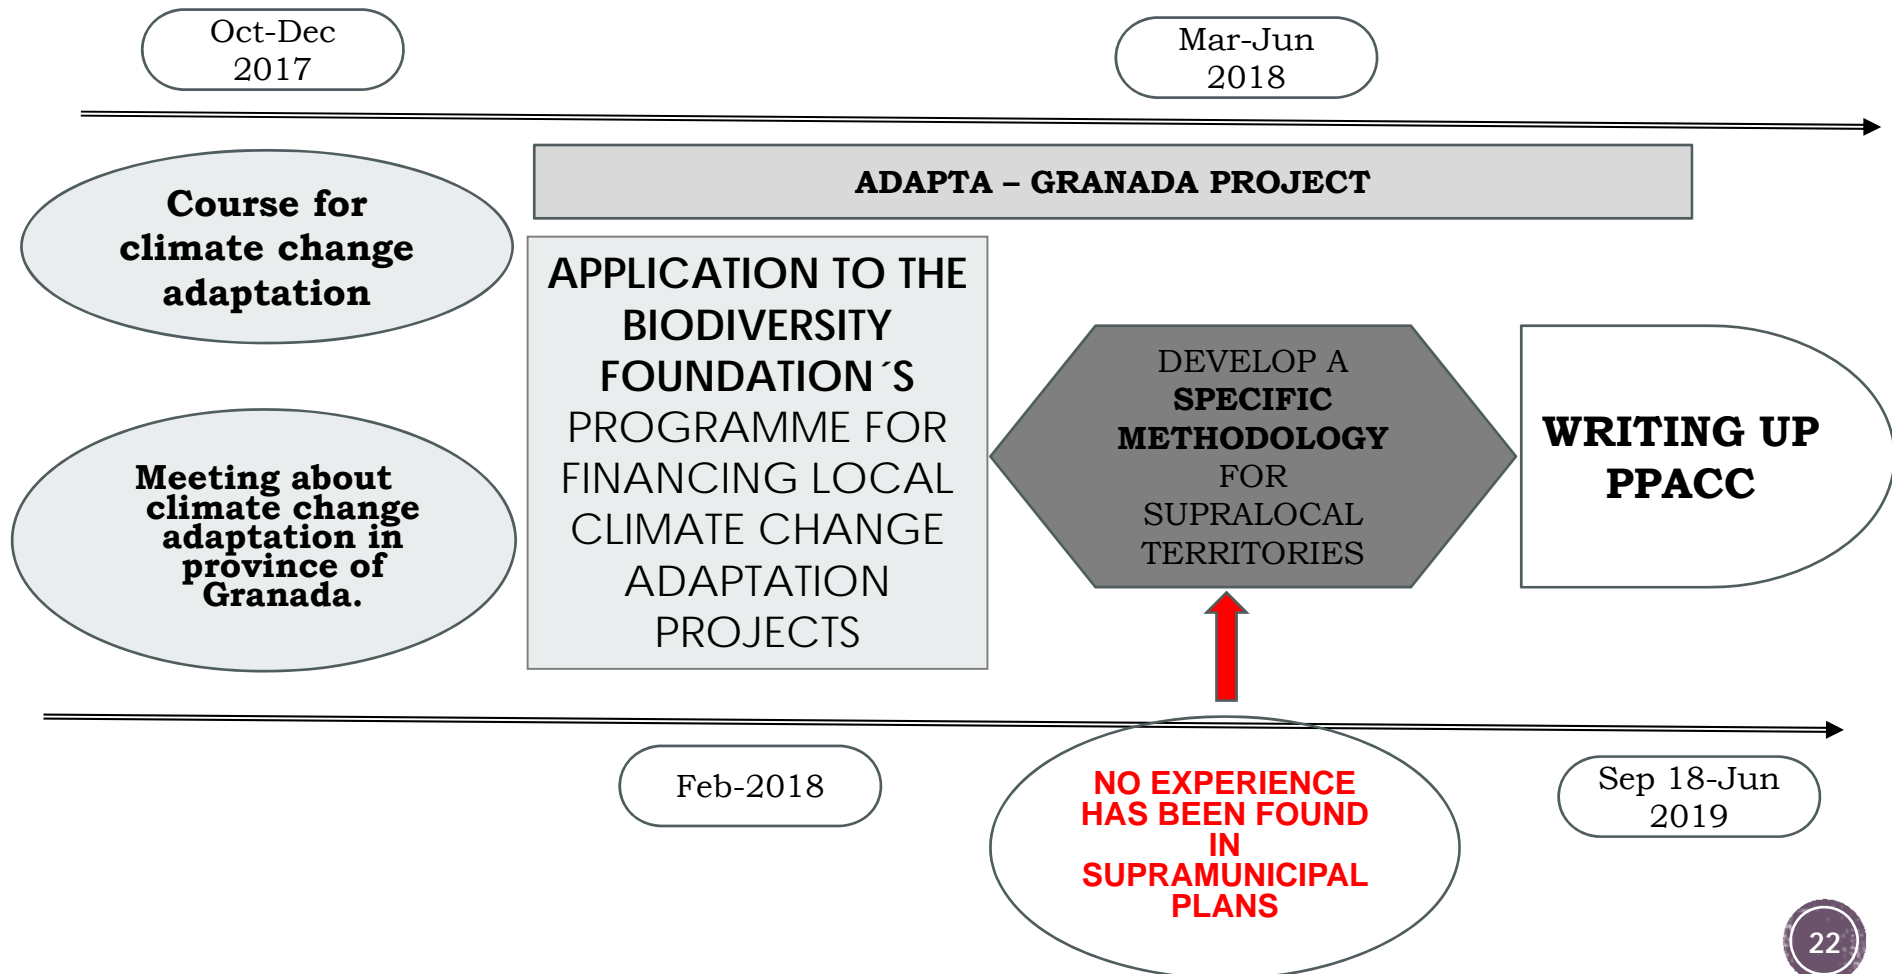 Oct-Dec
2017
Mar-Jun
2018
Course for
climate change
adaptation
ADAPTA – GRANADA PROJECT
Meeting about
climate change
adaptation in
province of
Granada.
APPLICATION TO THE
BIODIVERSITY
FOUNDATION´S
PROGRAMME FOR
FINANCING LOCAL
CLIMATE CHANGE
ADAPTATION
PROJECTS
DEVELOP A
SPECIFIC
METHODOLOGY
FOR
SUPRALOCAL
TERRITORIES
WRITING UP
PPACC
Feb-2018
NO EXPERIENCE
HAS BEEN FOUND
IN
SUPRAMUNICIPAL
PLANS
Sep 18-Jun
2019
22